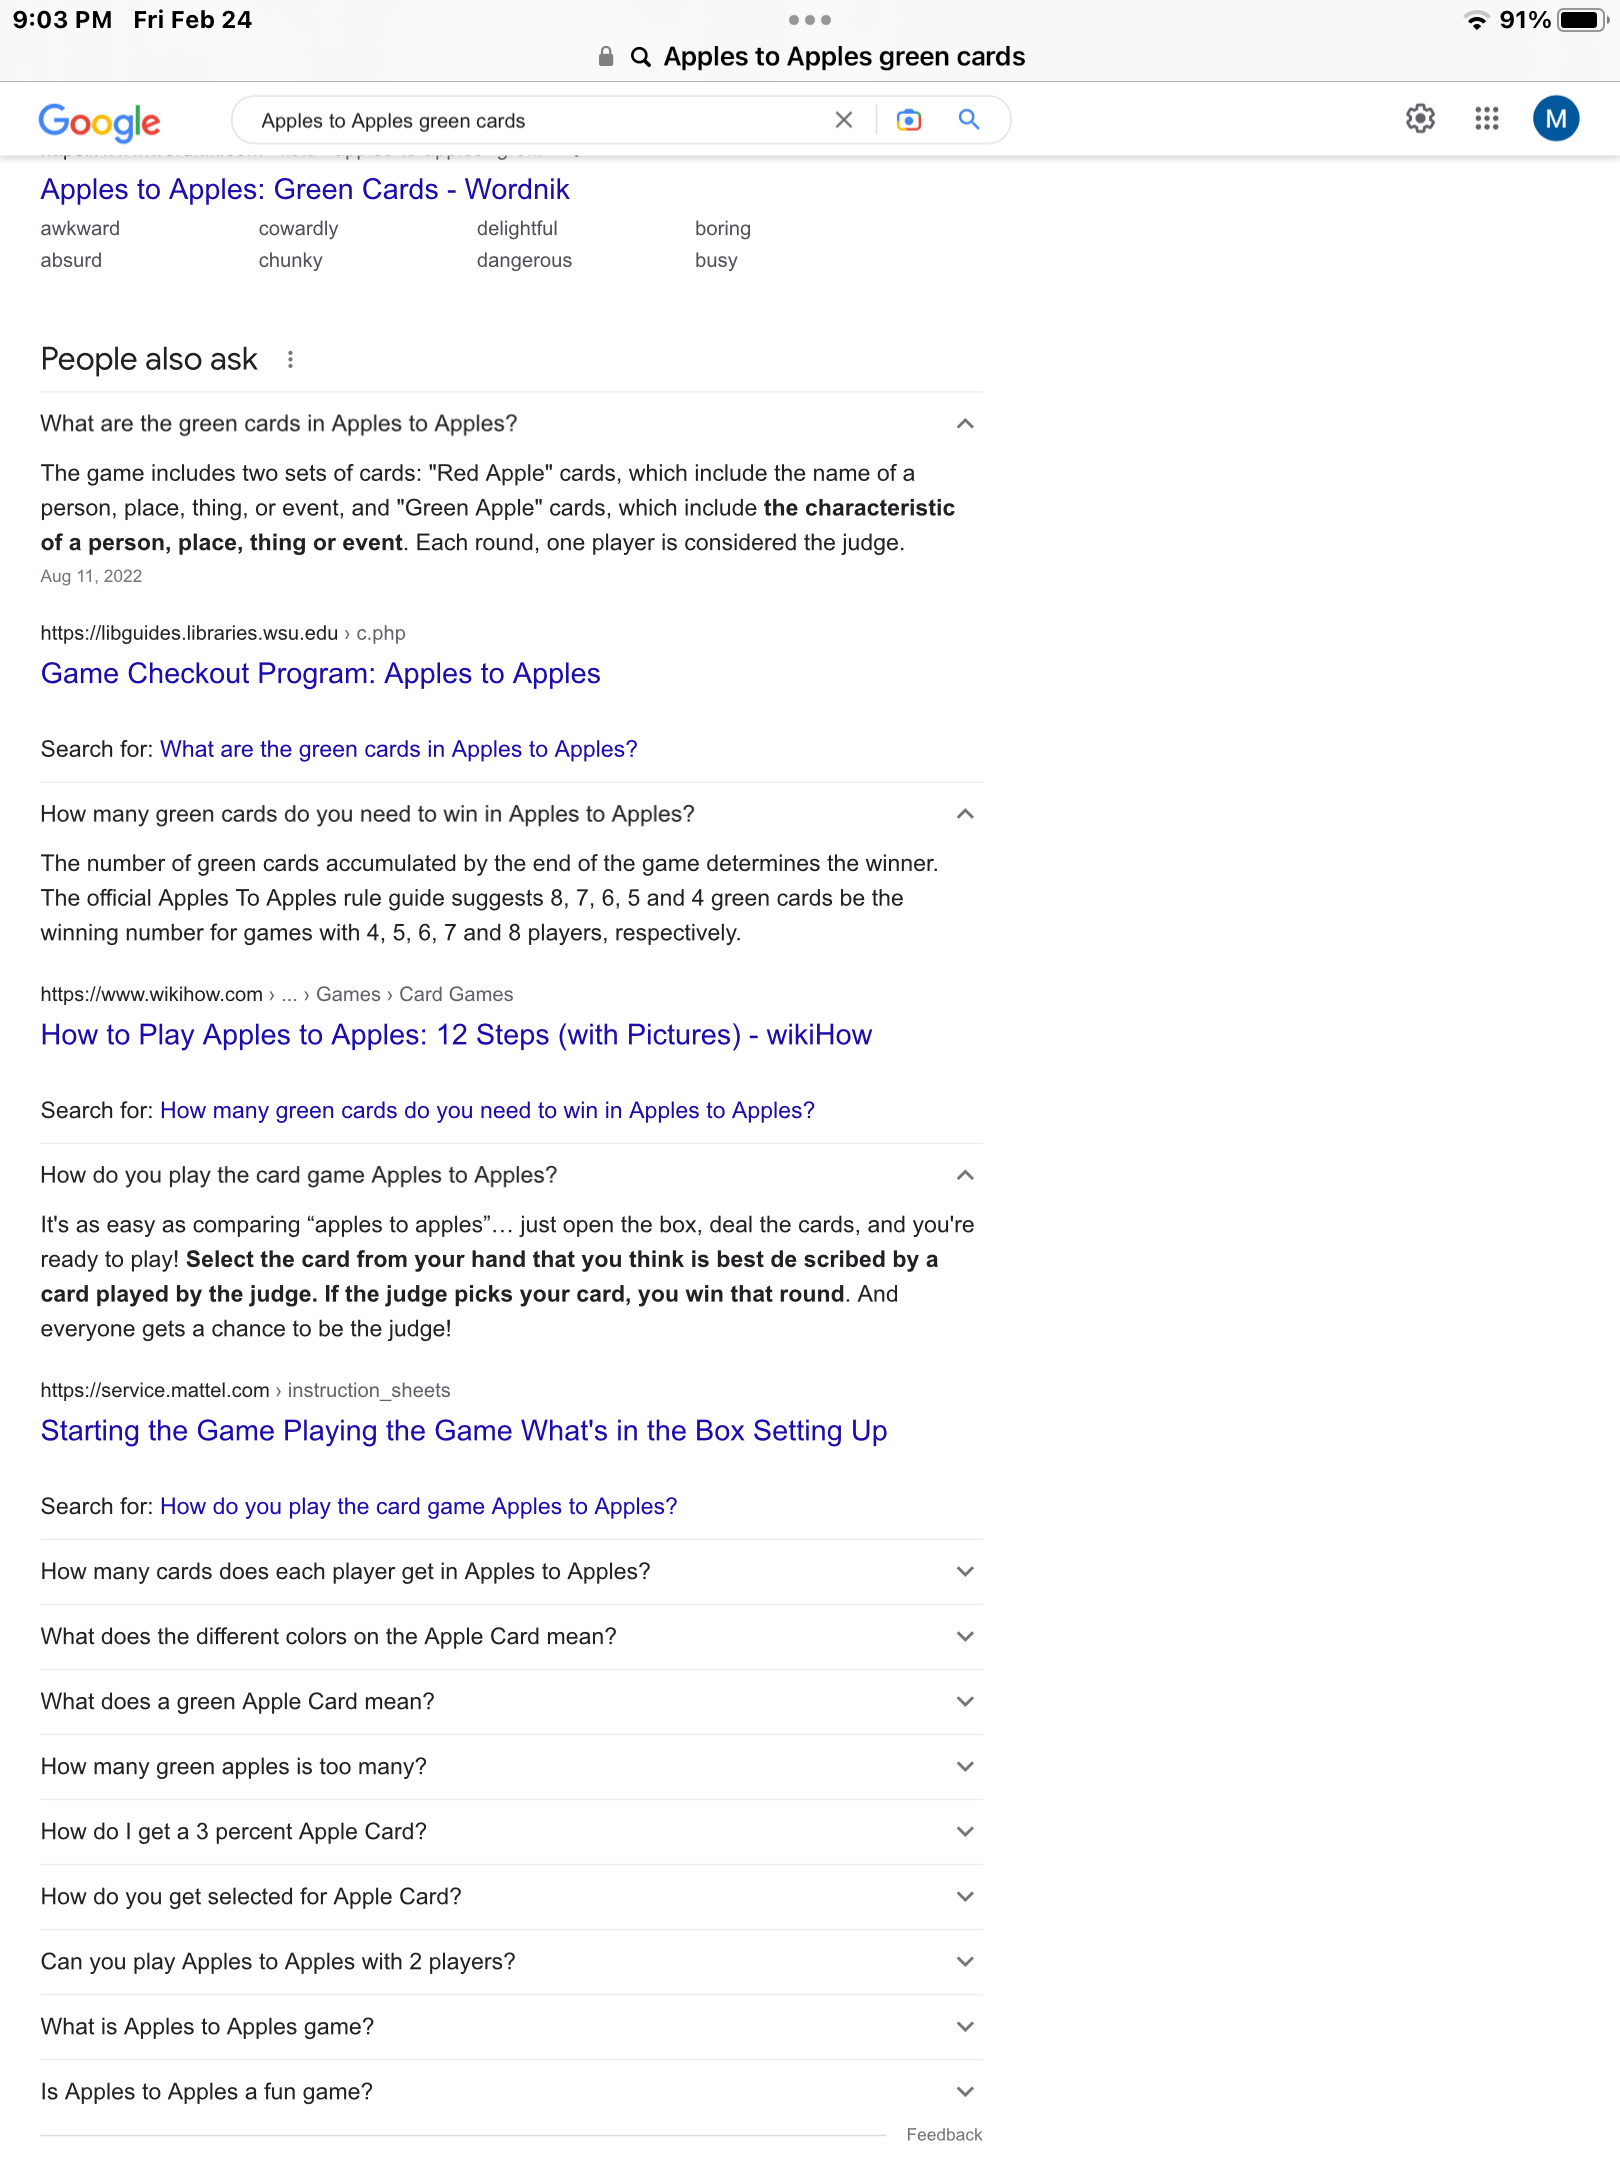 9:03 PM Fri Feb 24
91%
Apples to Apples green cards
Google
Apples to Apples green cards
M
Apples to Apples: Green Cards - Wordnik
awkward cowardly delightful boring
absurd chunky dangerous busy
People also ask
What are the green cards in Apples to Apples?
The game includes two sets of cards: "Red Apple" cards, which include the name of a
person, place, thing, or event, and "Green Apple" cards, which include the characteristic
of a person, place, thing or event. Each round, one player is considered the judge.
Aug 11, 2022
https://libguides.libraries.wsu.edu › c.php
Game Checkout Program: Apples to Apples
Search for: What are the green cards in Apples to Apples?
How many green cards do you need to win in Apples to Apples?
The number of green cards accumulated by the end of the game determines the winner.
The official Apples To Apples rule guide suggests 8, 7, 6, 5 and 4 green cards be the
winning number for games with 4, 5, 6, 7 and 8 players, respectively.
https://www.wikihow.com › ... › Games › Card Games
How to Play Apples to Apples: 12 Steps (with Pictures) - wikiHow
Search for: How many green cards do you need to win in Apples to Apples?
How do you play the card game Apples to Apples?
It's as easy as comparing “apples to apples”… just open the box, deal the cards, and you're
ready to play! Select the card from your hand that you think is best de scribed by a
card played by the judge. If the judge picks your card, you win that round. And
everyone gets a chance to be the judge!
https://service.mattel.com › instruction_sheets
Starting the Game Playing the Game What's in the Box Setting Up
Search for: How do you play the card game Apples to Apples?
How many cards does each player get in Apples to Apples?
What does the different colors on the Apple Card mean?
What does a green Apple Card mean?
How many green apples is too many?
How do I get a 3 percent Apple Card?
How do you get selected for Apple Card?
Can you play Apples to Apples with 2 players?
What is Apples to Apples game?
Is Apples to Apples a fun game?
Feedback